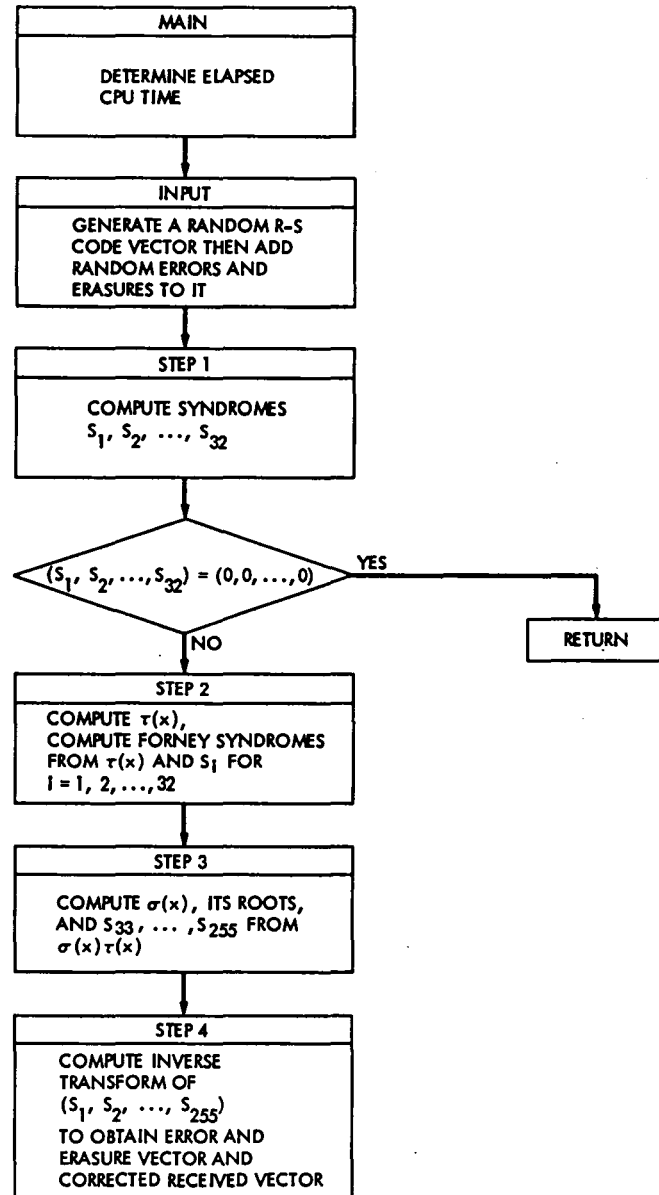 MAIN
DETERMINE ELAPSED
CPU TIME
INPUT
GENERATE A RANDOM R-S
CODE VECTOR THEN ADD
RANDOM ERRORS AND
ERASURES TO IT
STEP 1
COMPUTE SYNDROMES
S₁, S₂, ..., S₃₂
(S₁, S₂, ..., S₃₂) = (0,0, ..., 0)
YES
RETURN
NO
STEP 2
COMPUTE τ(x),
COMPUTE FORNEY SYNDROMES
FROM τ(x) AND Sᵢ FOR
i = 1, 2, ..., 32
STEP 3
COMPUTE σ(x), ITS ROOTS,
AND S₃₃, ... , S₂₅₅ FROM
σ(x)τ(x)
STEP 4
COMPUTE INVERSE
TRANSFORM OF
(S₁, S₂, ..., S₂₅₅)
TO OBTAIN ERROR AND
ERASURE VECTOR AND
CORRECTED RECEIVED VECTOR